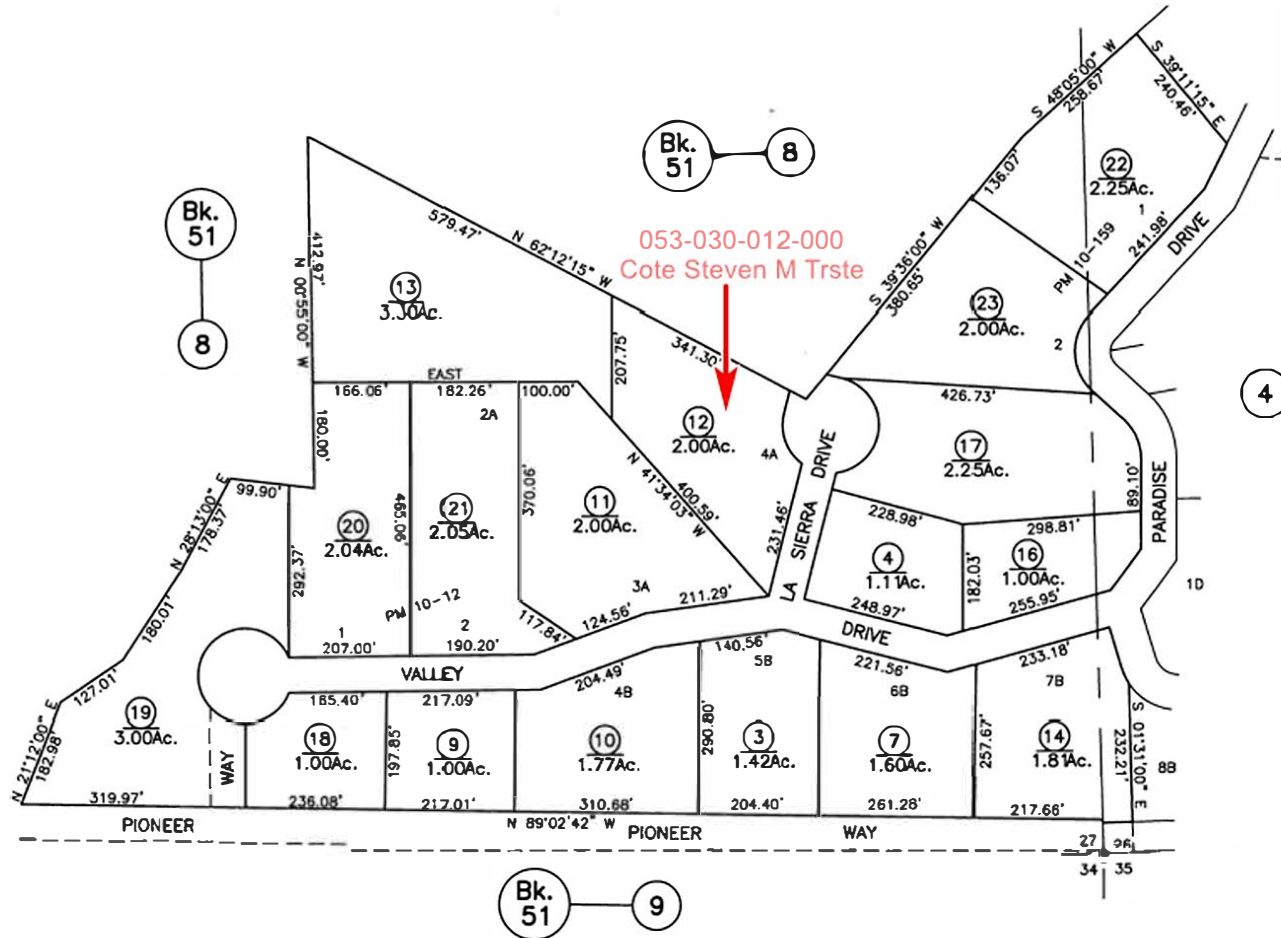 S 48°05'00" W
258.67'
S 39°11'15" E
240.46'
Bk.
51
8
136.07'
22
2.25Ac.
1
241.98'
DRIVE
PM 10-159
Bk.
51
8
579.47'
N 62°12'15" W
053-030-012-000
Cote Steven M Trste
S 39°36'00" W
380.65'
412.97'
N 00°55'00" W
13
3.30Ac.
23
2.00Ac.
2
207.75'
341.30'
EAST
166.06'
182.26'
100.00'
2A
426.73'
4
12
2.00Ac.
4A
17
2.25Ac.
180.00'
N 41°34'03" W
400.59'
LA SIERRA DRIVE
89.10'
PARADISE
99.90'
N 28°13'00" E
178.37'
465.06'
370.06'
21
2.05Ac.
11
2.00Ac.
231.46'
228.98'
298.81'
20
2.04Ac.
292.37'
4
1.11Ac.
182.03'
16
1.00Ac.
1D
180.01'
PM 10-12
3A
211.29'
124.56'
117.84'
248.97'
255.95'
1
207.00'
2
190.20'
DRIVE
127.01'
VALLEY
204.49'
140.56'
221.56'
233.18'
165.40'
217.09'
4B
5B
6B
7B
N 21°12'00" E
182.98'
19
3.00Ac.
WAY
18
1.00Ac.
197.85'
9
1.00Ac.
10
1.77Ac.
290.80'
3
1.42Ac.
7
1.60Ac.
257.67'
14
1.81Ac.
232.21'
S 01°31'00" E
8B
319.97'
236.08'
217.01'
310.68'
204.40'
261.28'
217.66'
PIONEER
N 89°02'42" W
PIONEER
WAY
27
26
34
35
Bk.
51
9